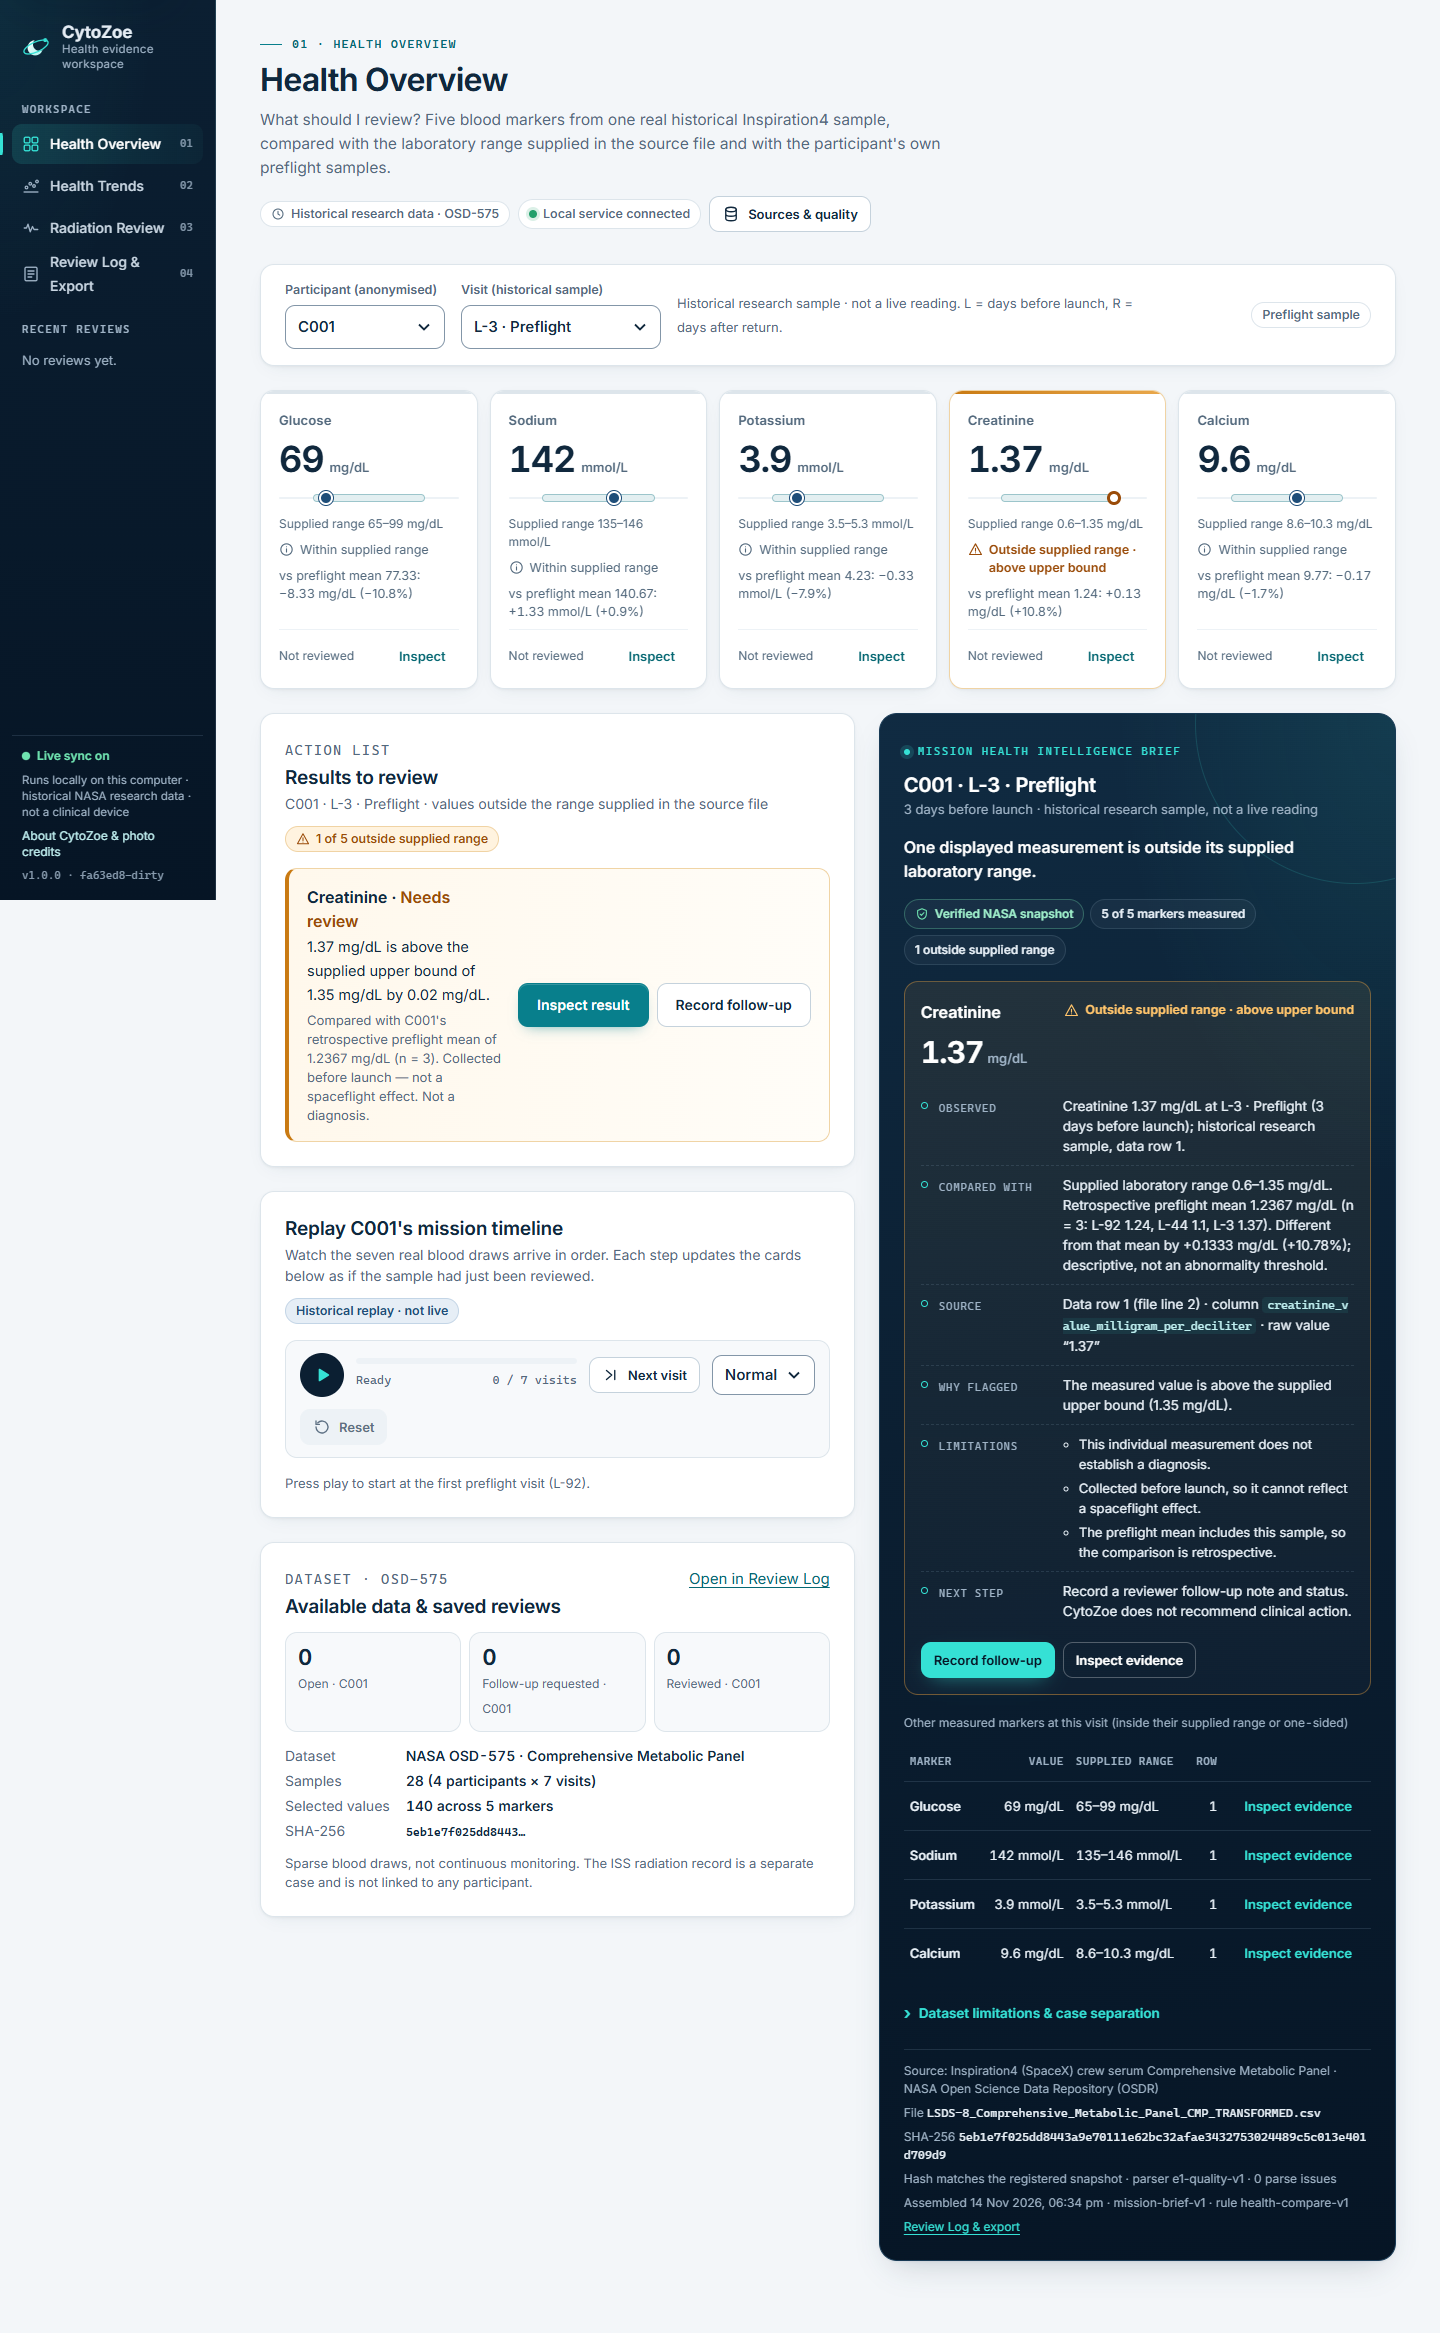 CytoZoe
Health evidence
workspace
WORKSPACE
Health Overview 01
Health Trends 02
Radiation Review 03
Review Log &
Export 04
RECENT REVIEWS
No reviews yet.
Live sync on
Runs locally on this computer ·
historical NASA research data ·
not a clinical device
About CytoZoe & photo
credits
v1.0.0 · fa63ed8-dirty
01 · HEALTH OVERVIEW
Health Overview
What should I review? Five blood markers from one real historical Inspiration4 sample,
compared with the laboratory range supplied in the source file and with the participant's own
preflight samples.
Historical research data · OSD-575
Local service connected
Sources & quality
Participant (anonymised)
C001
Visit (historical sample)
L-3 · Preflight
Historical research sample · not a live reading. L = days before launch, R =
days after return.
Preflight sample
Glucose
69 mg/dL
Supplied range 65–99 mg/dL
Within supplied range
vs preflight mean 77.33:
−8.33 mg/dL (−10.8%)
Not reviewed Inspect
Sodium
142 mmol/L
Supplied range 135–146
mmol/L
Within supplied range
vs preflight mean 140.67:
+1.33 mmol/L (+0.9%)
Not reviewed Inspect
Potassium
3.9 mmol/L
Supplied range 3.5–5.3 mmol/L
Within supplied range
vs preflight mean 4.23: −0.33
mmol/L (−7.9%)
Not reviewed Inspect
Creatinine
1.37 mg/dL
Supplied range 0.6–1.35 mg/dL
Outside supplied range ·
above upper bound
vs preflight mean 1.24: +0.13
mg/dL (+10.8%)
Not reviewed Inspect
Calcium
9.6 mg/dL
Supplied range 8.6–10.3 mg/dL
Within supplied range
vs preflight mean 9.77: −0.17
mg/dL (−1.7%)
Not reviewed Inspect
ACTION LIST
Results to review
C001 · L-3 · Preflight · values outside the range supplied in the source file
1 of 5 outside supplied range
Creatinine · Needs
review
1.37 mg/dL is above the
supplied upper bound of
1.35 mg/dL by 0.02 mg/dL.
Compared with C001's
retrospective preflight mean of
1.2367 mg/dL (n = 3). Collected
before launch — not a
spaceflight effect. Not a
diagnosis.
Inspect result
Record follow-up
Replay C001's mission timeline
Watch the seven real blood draws arrive in order. Each step updates the cards
below as if the sample had just been reviewed.
Historical replay · not live
Ready 0 / 7 visits
Next visit
Normal
Reset
Press play to start at the first preflight visit (L-92).
DATASET · OSD-575
Open in Review Log
Available data & saved reviews
0
Open · C001
0
Follow-up requested ·
C001
0
Reviewed · C001
Dataset NASA OSD-575 · Comprehensive Metabolic Panel
Samples 28 (4 participants × 7 visits)
Selected values 140 across 5 markers
SHA-256 5eb1e7f025dd8443…
Sparse blood draws, not continuous monitoring. The ISS radiation record is a separate
case and is not linked to any participant.
MISSION HEALTH INTELLIGENCE BRIEF
C001 · L-3 · Preflight
3 days before launch · historical research sample, not a live reading
One displayed measurement is outside its supplied
laboratory range.
Verified NASA snapshot
5 of 5 markers measured
1 outside supplied range
Creatinine
Outside supplied range · above upper bound
1.37 mg/dL
OBSERVED
Creatinine 1.37 mg/dL at L-3 · Preflight (3
days before launch); historical research
sample, data row 1.
COMPARED WITH
Supplied laboratory range 0.6–1.35 mg/dL.
Retrospective preflight mean 1.2367 mg/dL (n
= 3: L-92 1.24, L-44 1.1, L-3 1.37). Different
from that mean by +0.1333 mg/dL (+10.78%);
descriptive, not an abnormality threshold.
SOURCE
Data row 1 (file line 2) · column creatinine_v
alue_milligram_per_deciliter · raw value
“1.37”
WHY FLAGGED
The measured value is above the supplied
upper bound (1.35 mg/dL).
LIMITATIONS
This individual measurement does not
establish a diagnosis.
Collected before launch, so it cannot reflect
a spaceflight effect.
The preflight mean includes this sample, so
the comparison is retrospective.
NEXT STEP
Record a reviewer follow-up note and status.
CytoZoe does not recommend clinical action.
Record follow-up
Inspect evidence
Other measured markers at this visit (inside their supplied range or one-sided)
MARKER VALUE SUPPLIED RANGE ROW
Glucose 69 mg/dL 65–99 mg/dL 1 Inspect evidence
Sodium 142 mmol/L 135–146 mmol/L 1 Inspect evidence
Potassium 3.9 mmol/L 3.5–5.3 mmol/L 1 Inspect evidence
Calcium 9.6 mg/dL 8.6–10.3 mg/dL 1 Inspect evidence
Dataset limitations & case separation
Source: Inspiration4 (SpaceX) crew serum Comprehensive Metabolic Panel ·
NASA Open Science Data Repository (OSDR)
File LSDS-8_Comprehensive_Metabolic_Panel_CMP_TRANSFORMED.csv
SHA-256 5eb1e7f025dd8443a9e70111e62bc32afae3432753024489c5c013e401
d709d9
Hash matches the registered snapshot · parser e1-quality-v1 · 0 parse issues
Assembled 14 Nov 2026, 06:34 pm · mission-brief-v1 · rule health-compare-v1
Review Log & export